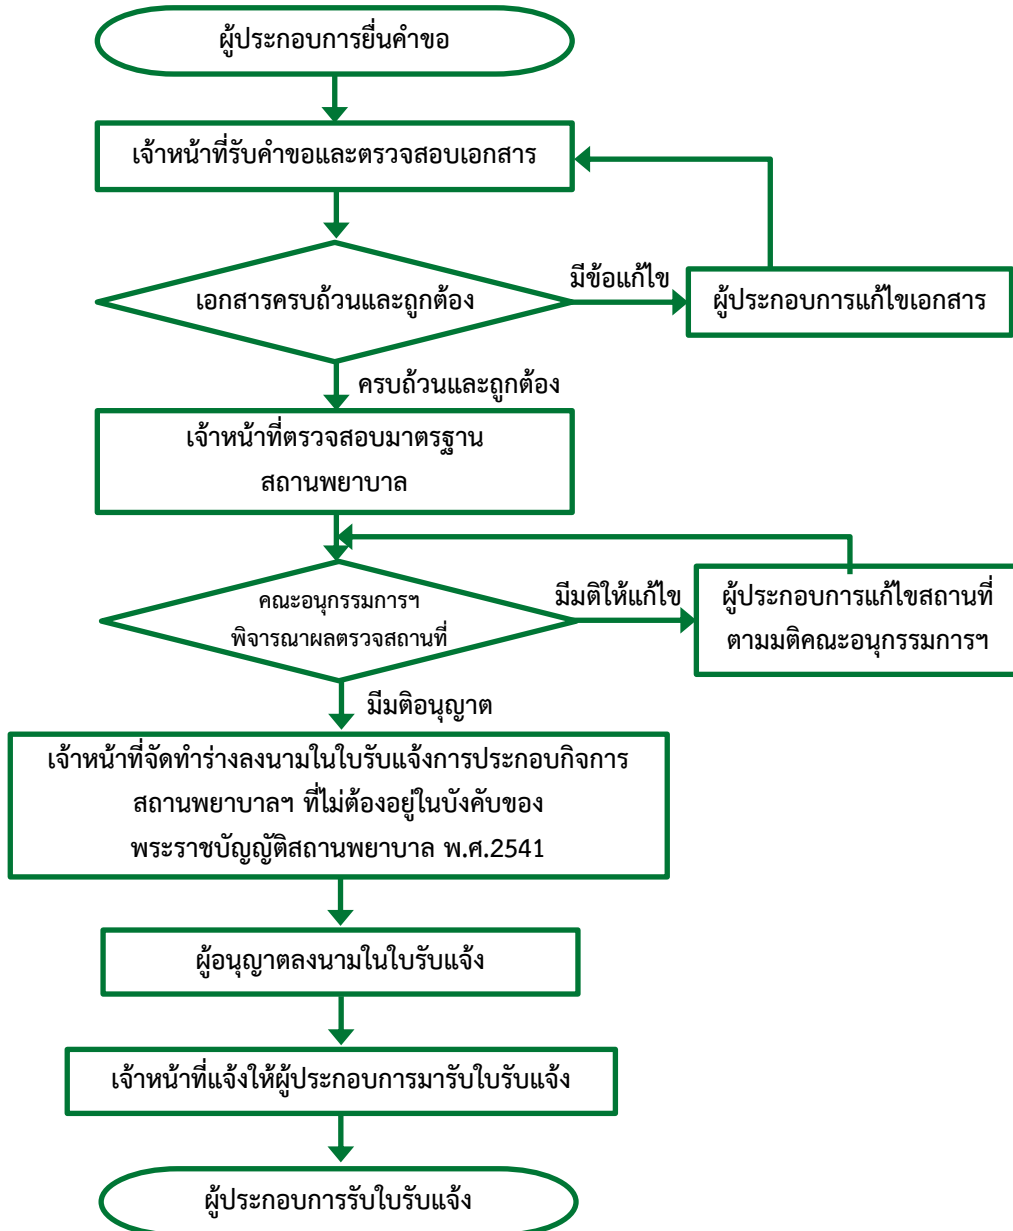 ผู้ประกอบการยื่นคำขอ
เจ้าหน้าที่รับคำขอและตรวจสอบเอกสาร
เอกสารครบถ้วนและถูกต้อง
มีข้อแก้ไข
ผู้ประกอบการแก้ไขเอกสาร
ครบถ้วนและถูกต้อง
เจ้าหน้าที่ตรวจสอบมาตรฐาน
สถานพยาบาล
คณะอนุกรรมการฯ
พิจารณาผลตรวจสถานที่
มีมติให้แก้ไข
ผู้ประกอบการแก้ไขสถานที่
ตามมติคณะอนุกรรมการฯ
มีมติอนุญาต
เจ้าหน้าที่จัดทำร่างลงนามในใบรับแจ้งการประกอบกิจการ
สถานพยาบาลฯ ที่ไม่ต้องอยู่ในบังคับของ
พระราชบัญญัติสถานพยาบาล พ.ศ.2541
ผู้อนุญาตลงนามในใบรับแจ้ง
เจ้าหน้าที่แจ้งให้ผู้ประกอบการมารับใบรับแจ้ง
ผู้ประกอบการรับใบรับแจ้ง